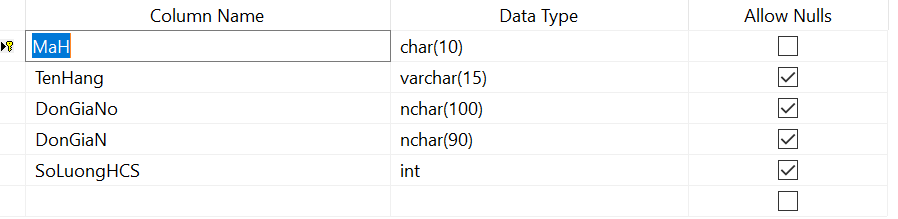 Column Name Data Type Allow Nulls
MaH char(10)
TenHang varchar(15)
DonGiaNo nchar(100)
DonGiaN nchar(90)
SoLuongHCS int